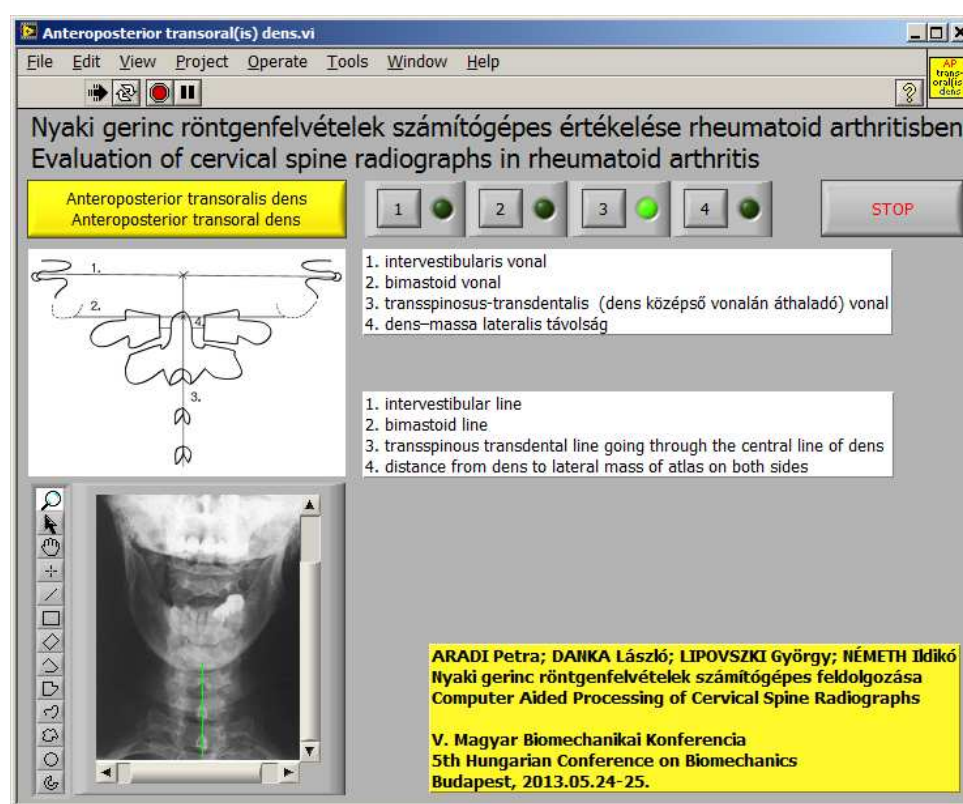 Anteroposterior transoral(is) dens.vi
File Edit View Project Operate Tools Window Help
AP
trans-
oral(is
dens
Nyaki gerinc röntgenfelvételek számítógépes értékelése rheumatoid arthritisben
Evaluation of cervical spine radiographs in rheumatoid arthritis
Anteroposterior transoralis dens
Anteroposterior transoral dens
1 2 3 4 STOP
1.
2.
4.
3.
1. intervestibularis vonal
2. bimastoid vonal
3. transspinosus-transdentalis (dens középső vonalán áthaladó) vonal
4. dens–massa lateralis távolság
1. intervestibular line
2. bimastoid line
3. transspinous transdental line going through the central line of dens
4. distance from dens to lateral mass of atlas on both sides
ARADI Petra; DANKA László; LIPOVSZKI György; NÉMETH Ildikó
Nyaki gerinc röntgenfelvételek számítógépes feldolgozása
Computer Aided Processing of Cervical Spine Radiographs
V. Magyar Biomechanikai Konferencia
5th Hungarian Conference on Biomechanics
Budapest, 2013.05.24-25.